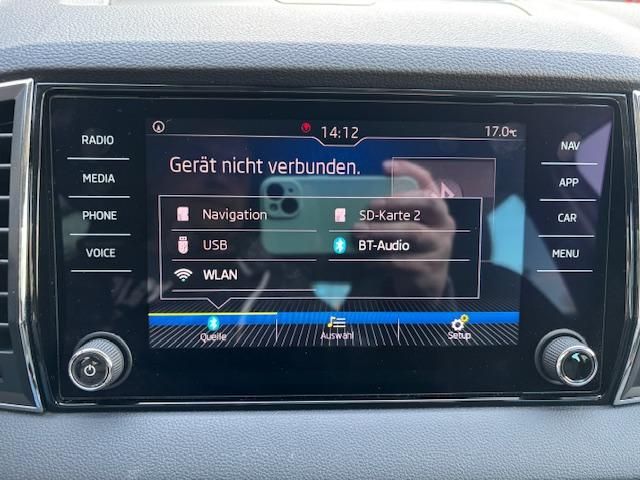 14:12
17.0°C
RADIO
MEDIA
PHONE
VOICE
Gerät nicht verbunden.
Navigation
SD-Karte 2
USB
BT-Audio
WLAN
Quelle
Auswahl
Setup
NAV
APP
CAR
MENU